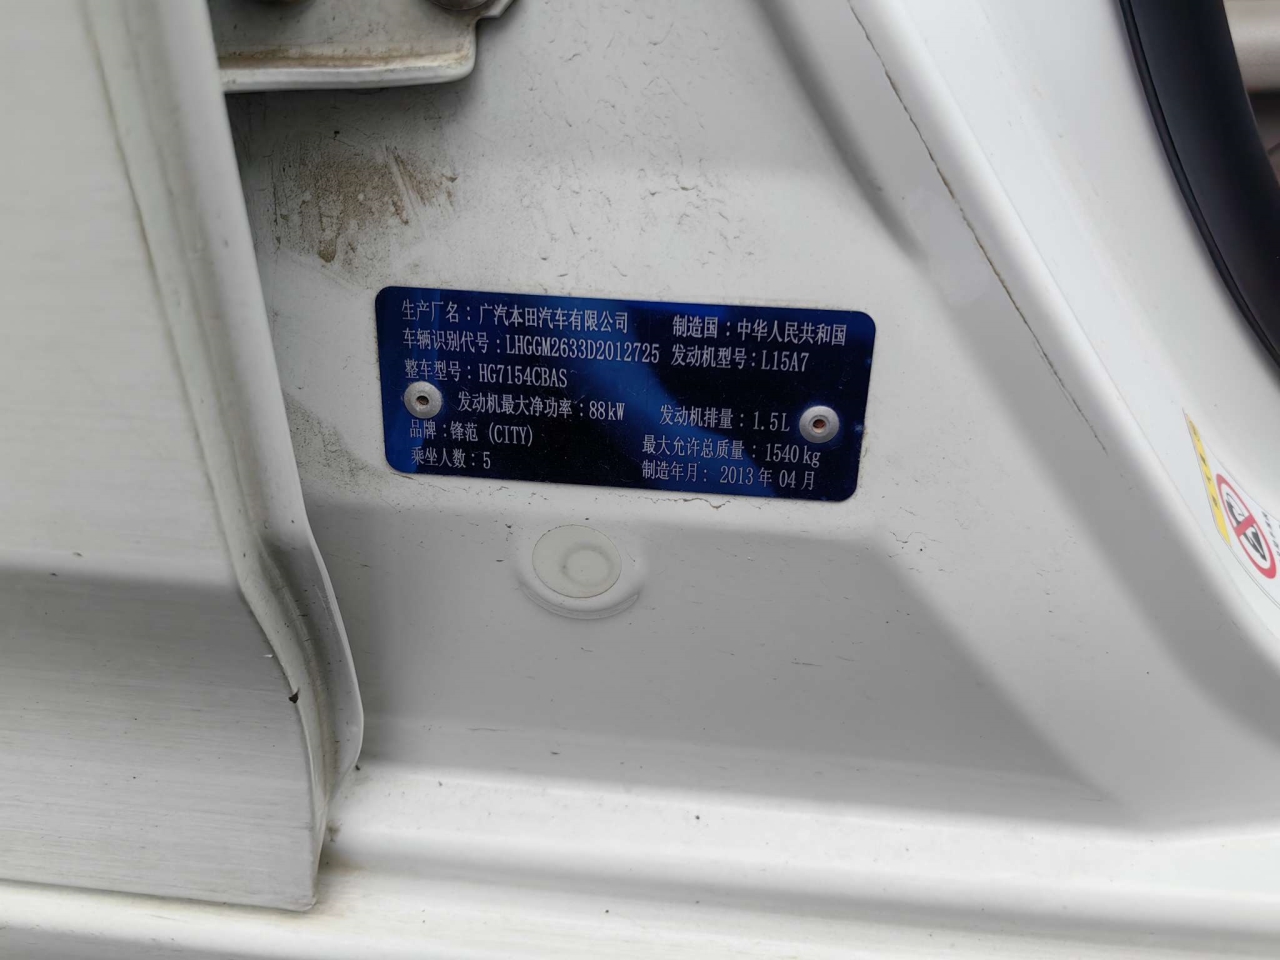 生产厂名：广汽本田汽车有限公司 制造国：中华人民共和国
车辆识别代号：LHGGM2633D2012725 发动机型号：L15A7
整车型号：HG7154CBAS
发动机最大净功率：88kW 发动机排量：1.5L
品牌：锋范 (CITY) 最大允许总质量：1540kg
乘坐人数：5 制造年月：2013年04月